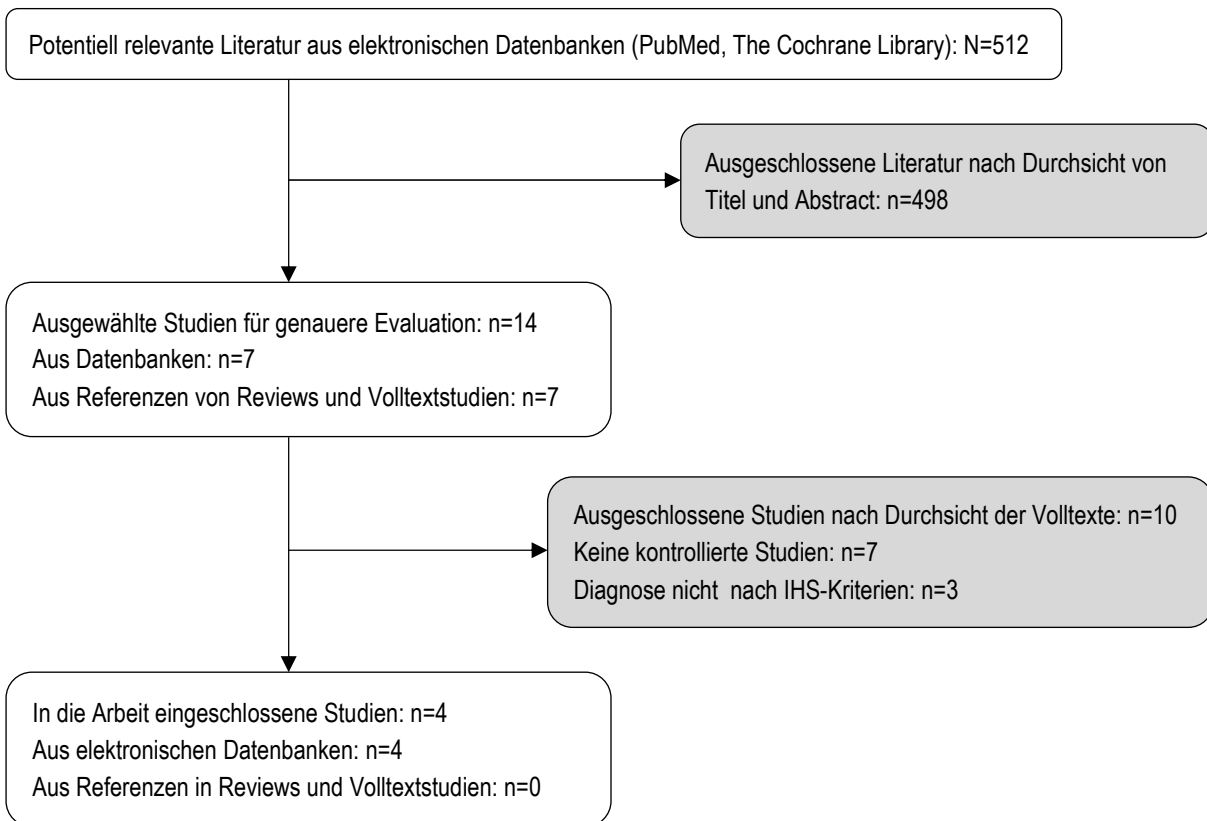 Potentiell relevante Literatur aus elektronischen Datenbanken (PubMed, The Cochrane Library): N=512
Ausgeschlossene Literatur nach Durchsicht von
Titel und Abstract: n=498
Ausgewählte Studien für genauere Evaluation: n=14
Aus Datenbanken: n=7
Aus Referenzen von Reviews und Volltextstudien: n=7
Ausgeschlossene Studien nach Durchsicht der Volltexte: n=10
Keine kontrollierte Studien: n=7
Diagnose nicht nach IHS-Kriterien: n=3
In die Arbeit eingeschlossene Studien: n=4
Aus elektronischen Datenbanken: n=4
Aus Referenzen in Reviews und Volltextstudien: n=0